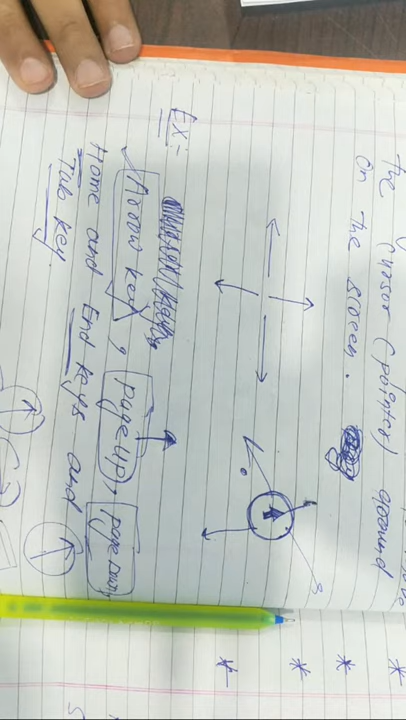 the cursor (pointer) around
on the screen.
Ex:-
Arrow keys, page up, page down
Home and End keys and
Tub key